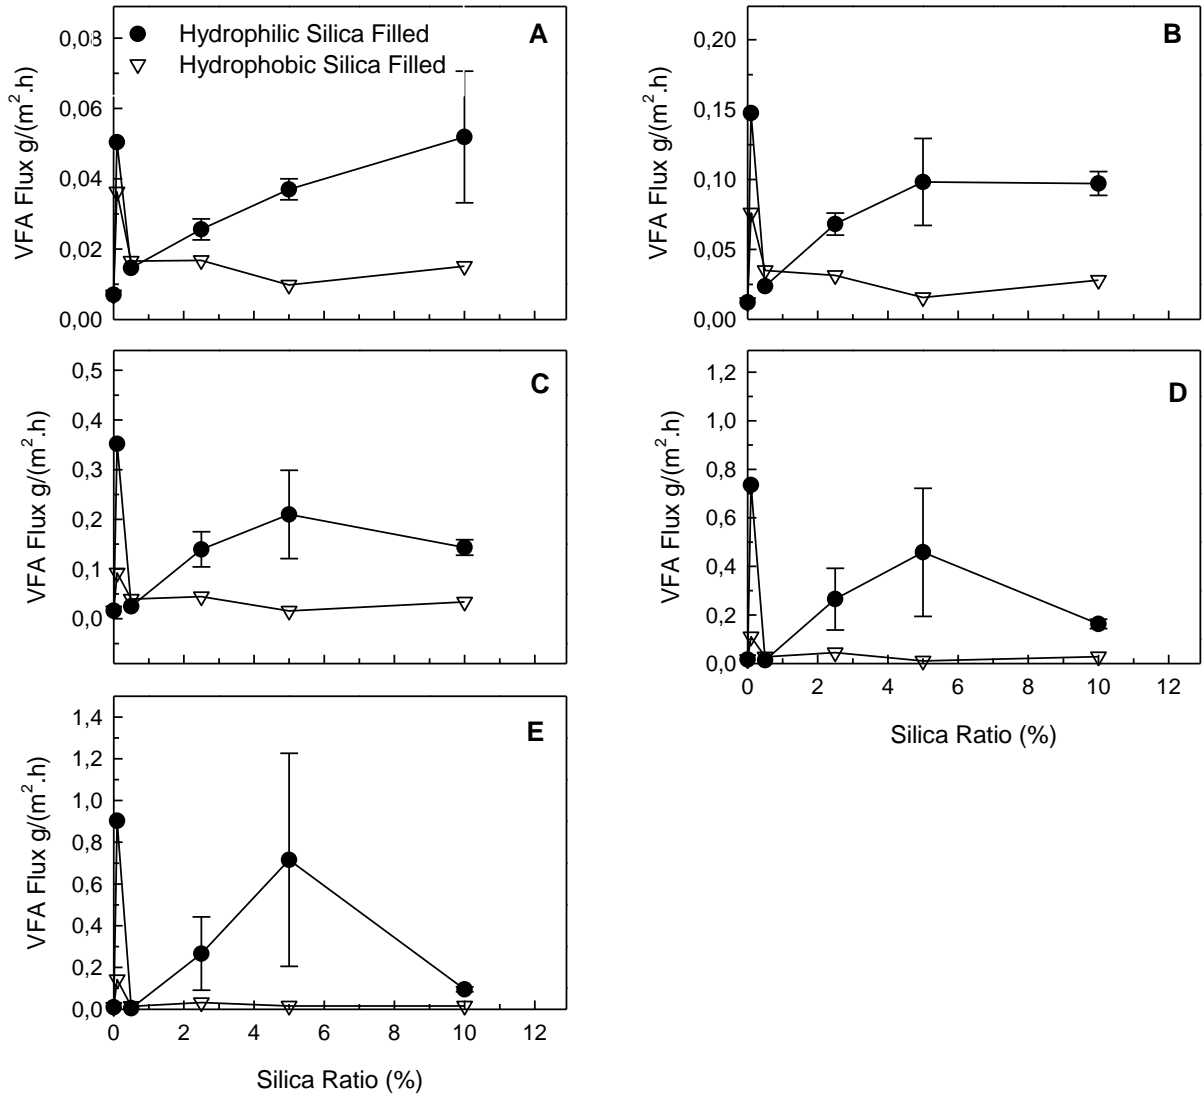 Hydrophilic Silica Filled
Hydrophobic Silica Filled
A
VFA Flux g/(m².h)
0,08
0,06
0,04
0,02
0,00
B
VFA Flux g/(m².h)
0,20
0,15
0,10
0,05
0,00
C
VFA Flux g/(m².h)
0,5
0,4
0,3
0,2
0,1
0,0
D
VFA Flux g/(m².h)
1,2
1,0
0,8
0,6
0,4
0,2
0,0
0 2 4 6 8 10 12
Silica Ratio (%)
E
VFA Flux g/(m².h)
1,4
1,2
1,0
0,8
0,6
0,4
0,2
0,0
0 2 4 6 8 10 12
Silica Ratio (%)